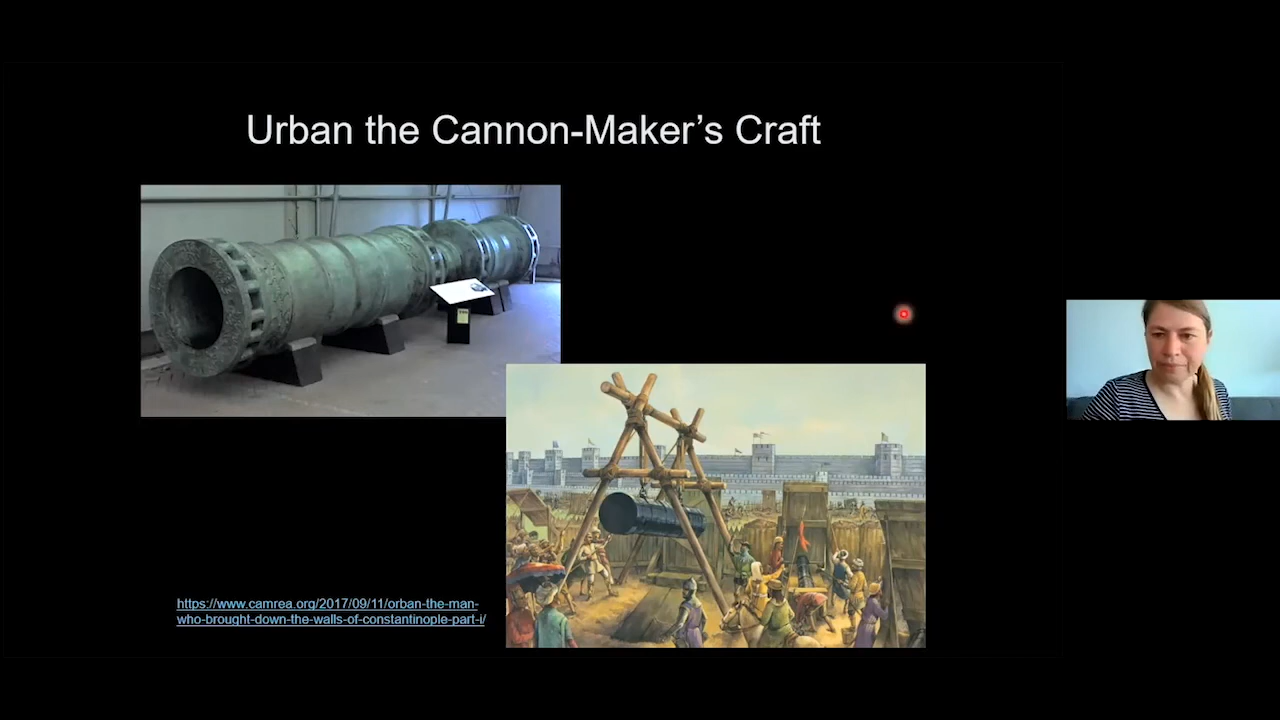 Urban the Cannon-Maker’s Craft
https://www.camrea.org/2017/09/11/orban-the-man-
who-brought-down-the-walls-of-constantinople-part-i/